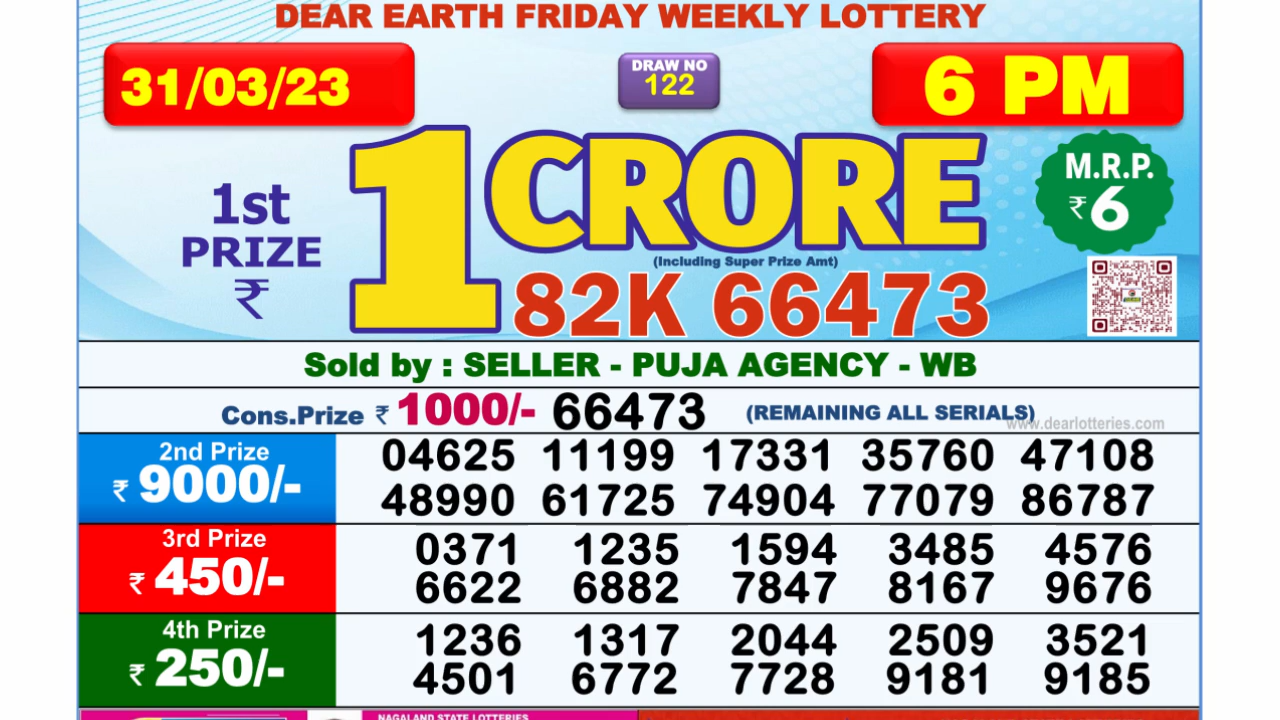 DEAR EARTH FRIDAY WEEKLY LOTTERY
31/03/23
DRAW NO
122
6 PM
1st
PRIZE
₹
1 CRORE
(Including Super Prize Amt)
82K 66473
M.R.P.
₹ 6
Sold by : SELLER - PUJA AGENCY - WB
Cons.Prize ₹ 1000/- 66473 (REMAINING ALL SERIALS)
www.dearlotteries.com
2nd Prize
₹ 9000/-
04625 11199 17331 35760 47108
48990 61725 74904 77079 86787
3rd Prize
₹ 450/-
0371 1235 1594 3485 4576
6622 6882 7847 8167 9676
4th Prize
₹ 250/-
1236 1317 2044 2509 3521
4501 6772 7728 9181 9185
NAGALAND STATE LOTTERIES